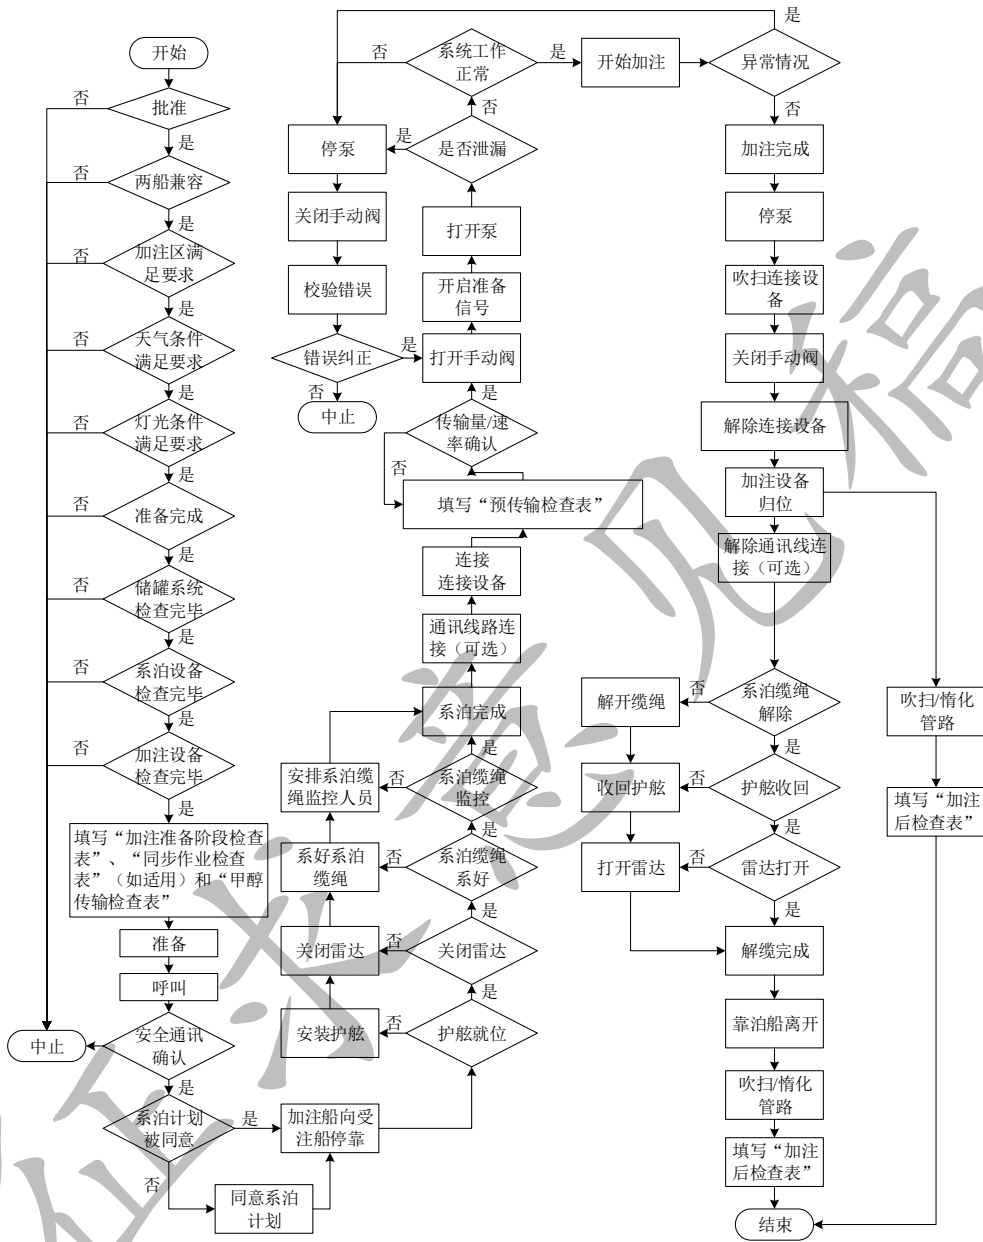 开始
批准
否
是
两船兼容
否
是
加注区满
足要求
否
是
天气条件
满足要求
否
是
灯光条件
满足要求
否
是
准备完成
否
是
储罐系统
检查完毕
否
是
系泊设备
检查完毕
否
是
加注设备
检查完毕
否
是
填写“加注准备阶段检查
表”、“同步作业检查
表”（如适用）和“甲醇
传输检查表”
准备
呼叫
安全通讯
确认
中止
是
系泊计划
被同意
是
否
同意系泊
计划
加注船向受
注船停靠
护舷就位
否
是
安装护舷
关闭雷达
否
是
关闭雷达
系泊缆绳
系好
否
是
系好系泊
缆绳
系泊缆绳
监控
否
是
安排系泊缆
绳监控人员
系泊完成
通讯线路连
接（可选）
连接
连接设备
填写“预传输检查表”
传输量/速
率确认
否
是
打开手动阀
开启准备
信号
打开泵
是否泄漏
是
否
系统工作
正常
否
是
停泵
关闭手动阀
校验错误
错误纠正
是
否
中止
开始加注
异常情况
是
否
加注完成
停泵
吹扫连接设
备
关闭手动阀
解除连接设备
加注设备
归位
解除通讯线连
接（可选）
系泊缆绳
解除
否
是
解开缆绳
护舷收回
否
是
收回护舷
雷达打开
否
是
打开雷达
解缆完成
靠泊船离开
吹扫/惰化
管路
填写“加注
后检查表”
结束
吹扫/惰化
管路
填写“加注
后检查表”
征求意见稿